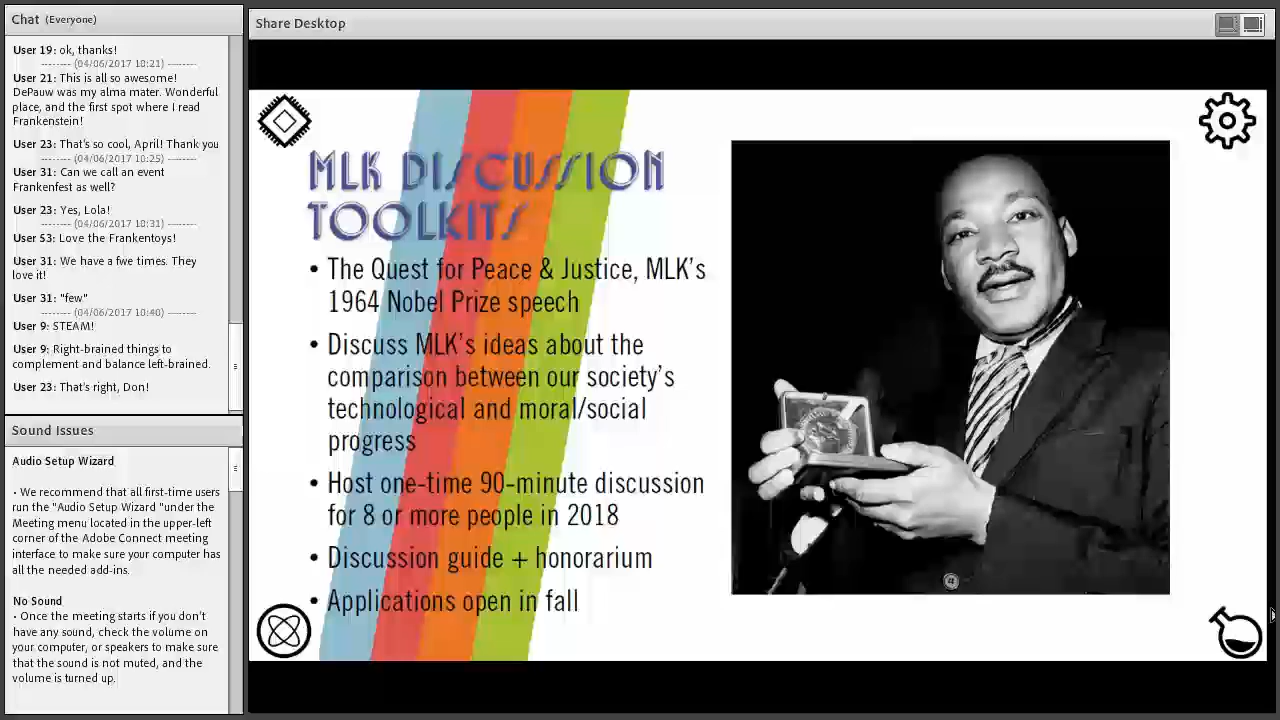 Chat (Everyone)
User 19: ok, thanks!
-------- (04/06/2017 18:21) --------
User 21: This is all so awesome!
DePauw was my alma mater. Wonderful
place, and the first spot where I read
Frankenstein!
User 23: That's so cool, April! Thank you
-------- (04/06/2017 18:25) --------
User 31: Can we call an event
Frankenfest as well?
User 23: Yes, Lola!
-------- (04/06/2017 18:31) --------
User 53: Love the Frankentoys!
User 31: We have a fwe times. They
love it!
User 31: "few"
-------- (04/06/2017 18:40) --------
User 9: STEAM!
User 9: Right-brained things to
complement and balance left-brained.
User 23: That's right, Don!
Sound Issues
Audio Setup Wizard
• We recommend that all first-time users
run the "Audio Setup Wizard "under the
Meeting menu located in the upper-left
corner of the Adobe Connect meeting
interface to make sure your computer has
all the needed add-ins.
No Sound
• Once the meeting starts if you don't
have any sound, check the volume on
your computer, or speakers to make sure
that the sound is not muted, and the
volume is turned up.
Share Desktop
MLK DISCUSSION
TOOLKITS
• The Quest for Peace & Justice, MLK's
1964 Nobel Prize speech
• Discuss MLK's ideas about the
comparison between our society's
technological and moral/social
progress
• Host one-time 90-minute discussion
for 8 or more people in 2018
• Discussion guide + honorarium
• Applications open in fall